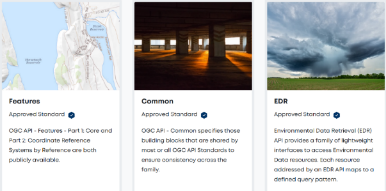 Features
Approved Standard
OGC API - Features - Part 1: Core and
Part 2: Coordinate Reference
Systems by Reference are both
publicly available.
Common
Approved Standard
OGC API - Common specifies those
building blocks that are shared by
most or all OGC API Standards to
ensure consistency across the
family.
EDR
Approved Standard
Environmental Data Retrieval (EDR)
API provide a family of lightweight
interfaces to access Environmental
Data resources. Each resource
addressed by an EDR API maps to a
defined query pattern.